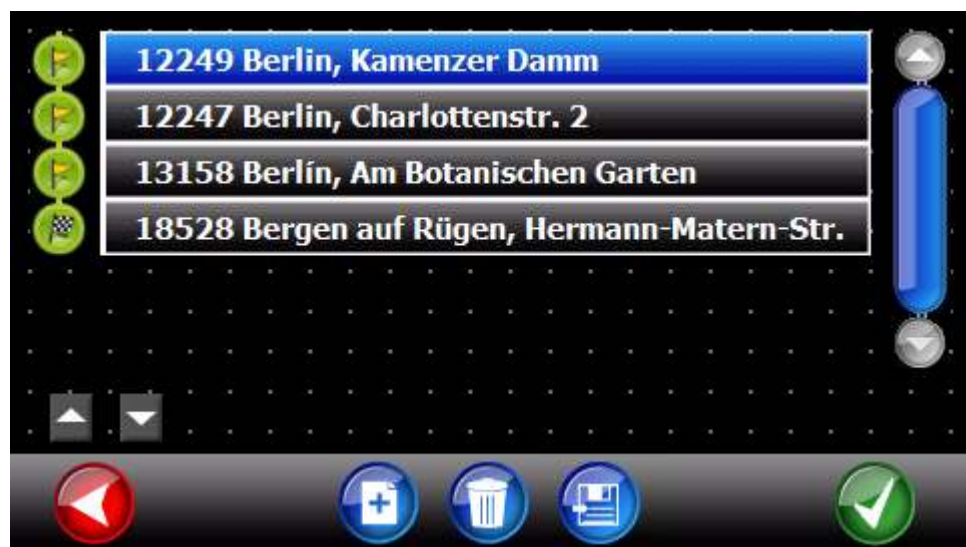 12249 Berlin, Kamenzer Damm
12247 Berlin, Charlottenstr. 2
13158 Berlín, Am Botanischen Garten
18528 Bergen auf Rügen, Hermann-Matern-Str.